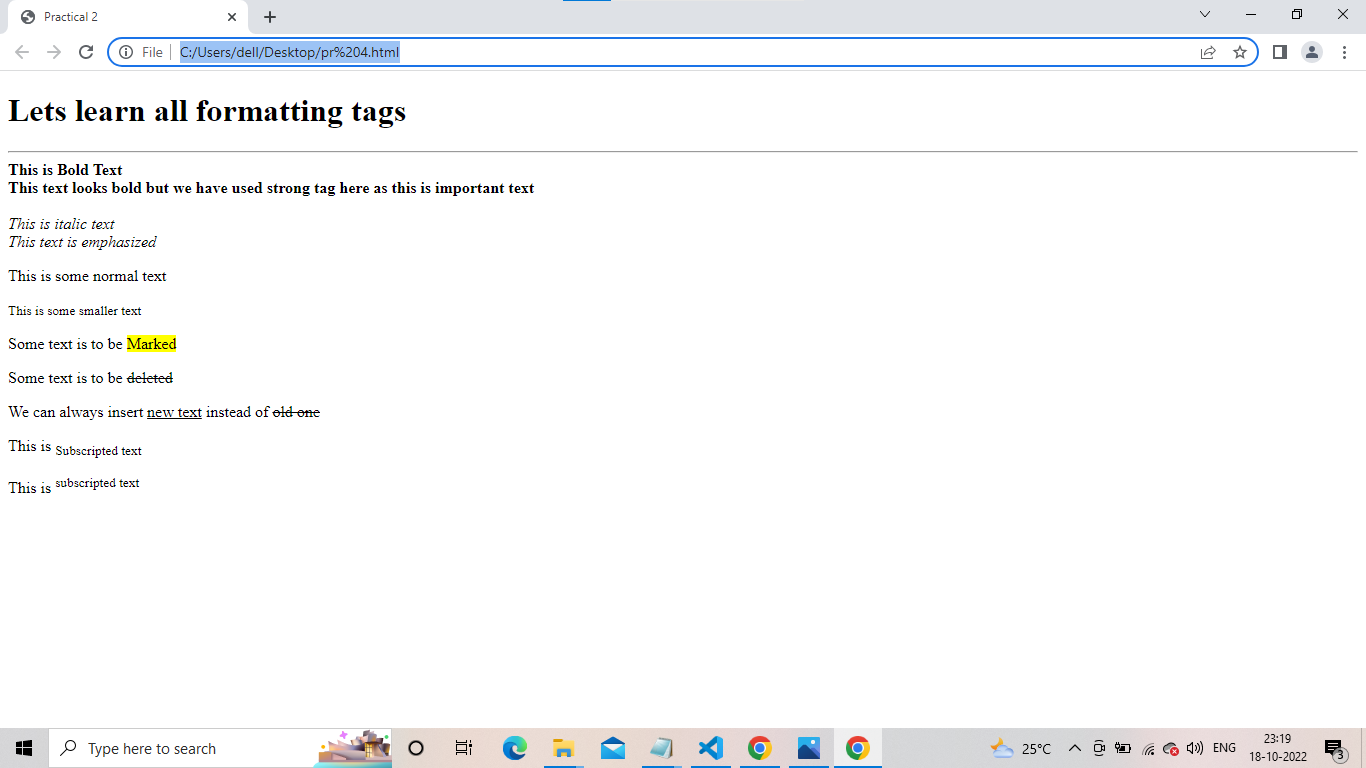 Practical 2
File
C:/Users/dell/Desktop/pr%204.html
Lets learn all formatting tags
This is Bold Text
This text looks bold but we have used strong tag here as this is important text
This is italic text
This text is emphasized
This is some normal text
This is some smaller text
Some text is to be Marked
Some text is to be deleted
We can always insert new text instead of old one
This is Subscripted text
This is subscripted text
Type here to search
25°C
ENG
23:19
18-10-2022
3